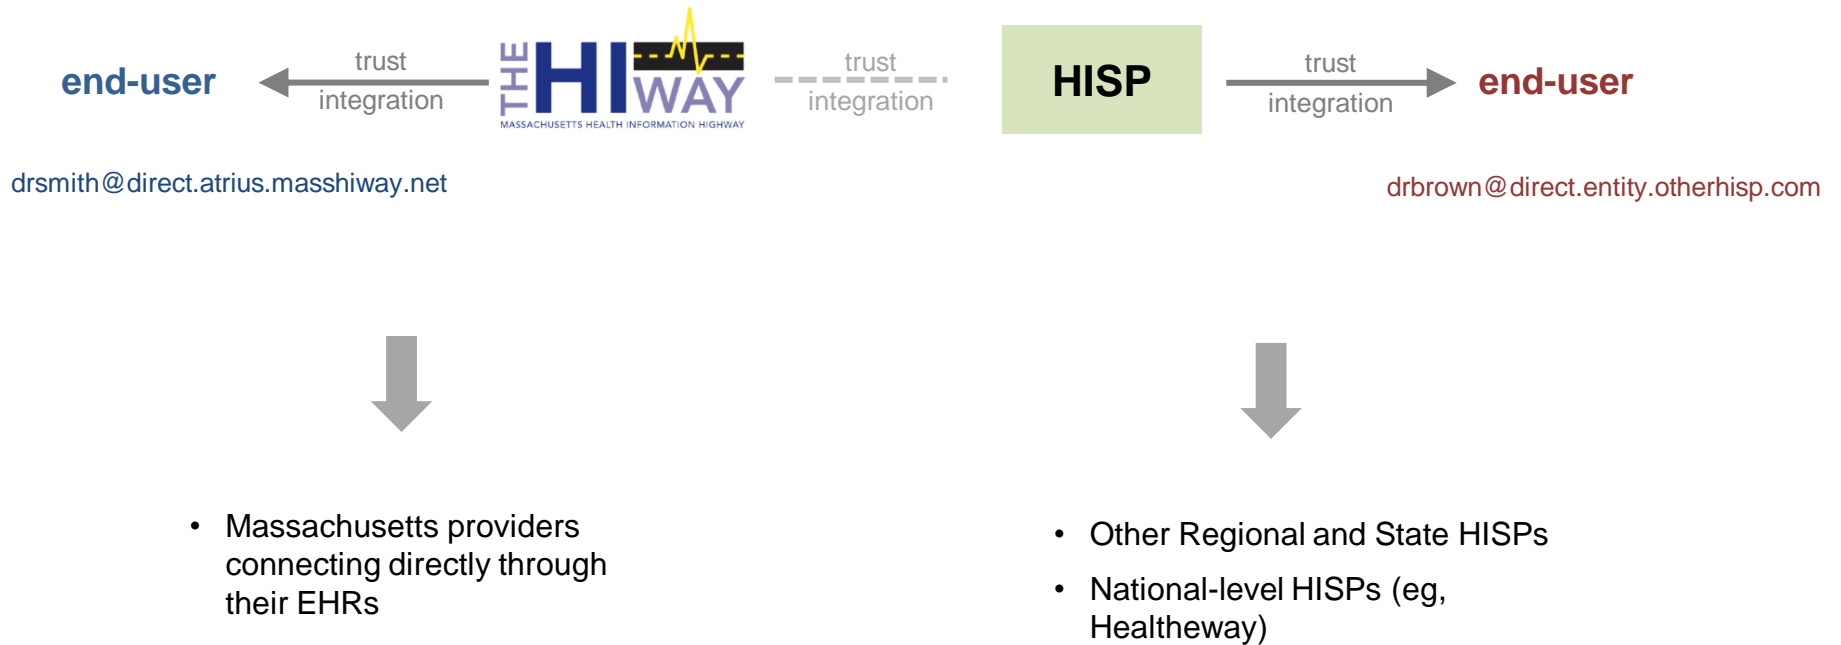 end-user
trust
integration
THE HIWAY
MASSACHUSETTS HEALTH INFORMATION HIGHWAY
trust
integration
HISP
trust
integration
end-user
drsmith@direct.atrius.masshiway.net
drbrown@direct.entity.otherhisp.com
• Massachusetts providers
connecting directly through
their EHRs
• Other Regional and State HISPs
• National-level HISPs (eg,
Healtheway)